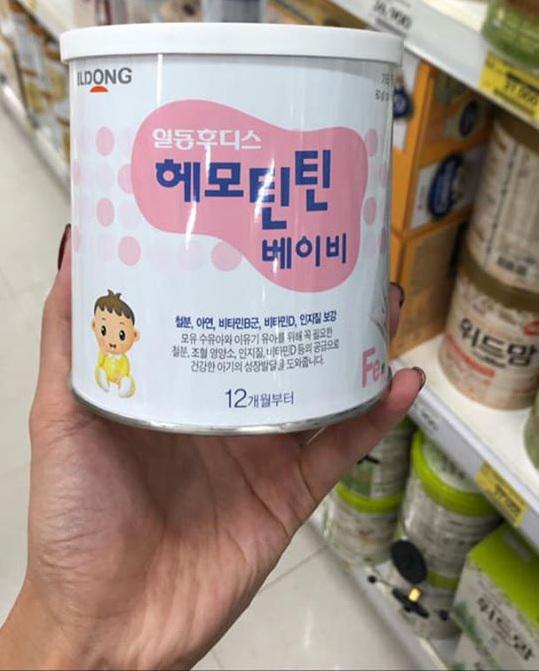 ILDONG
일동후디스
헤모틴틴
베이비
철분, 아연, 비타민B군, 비타민D, 인지질 보강
모유 수유아와 이유기 유아를 위해 꼭 필요한
철분, 조혈 영양소, 인지질, 비타민D 등의 공급으로
건강한 아기의 성장발달을 도와줍니다.
12개월부터
Fe
위드맘